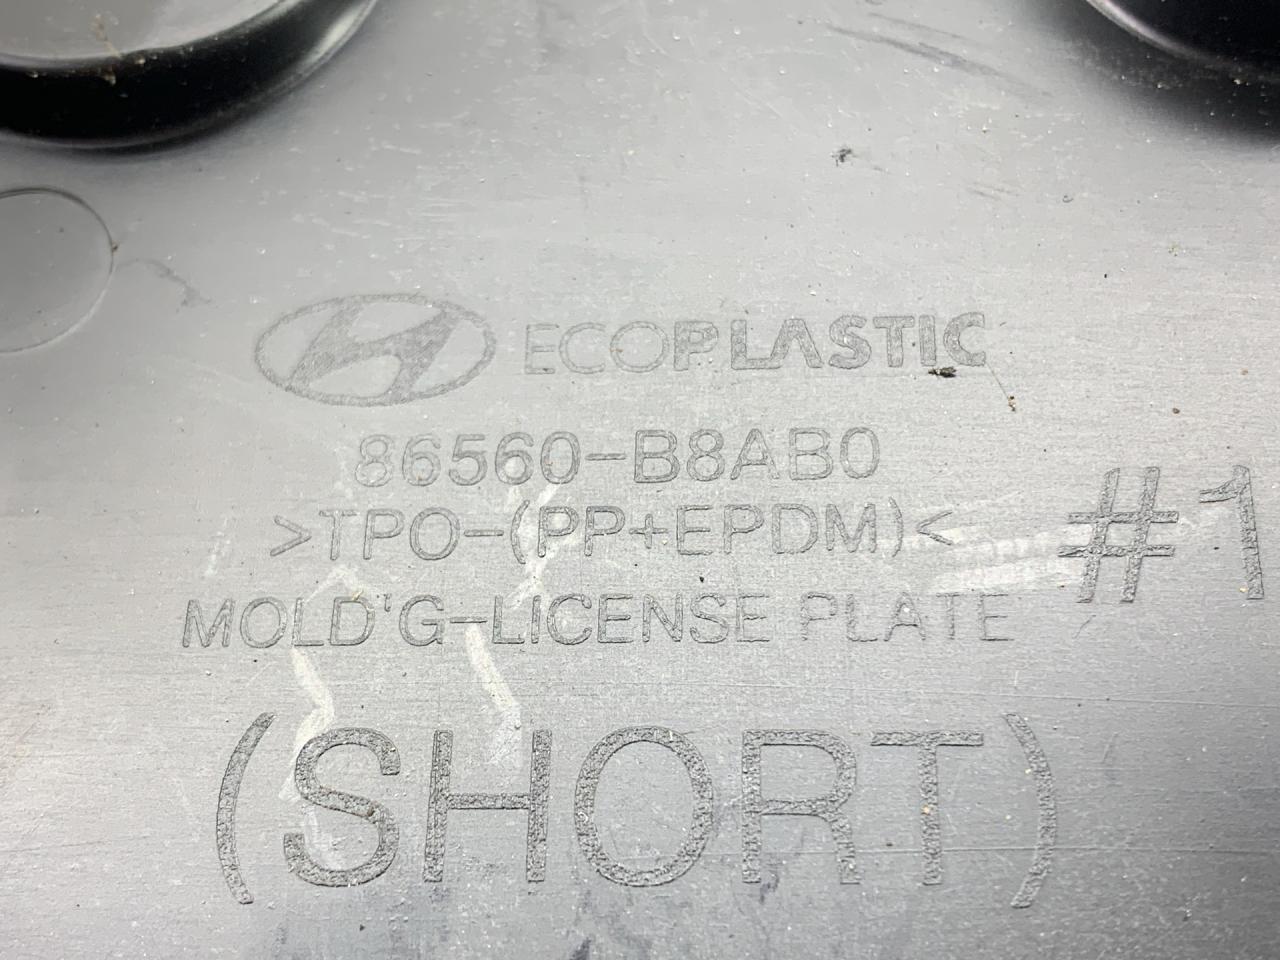 ECOPLASTIC
86560-B8AB0
>TPO-(PP+EPDM)<
#1
MOLD'G-LICENSE PLATE
(SHORT)